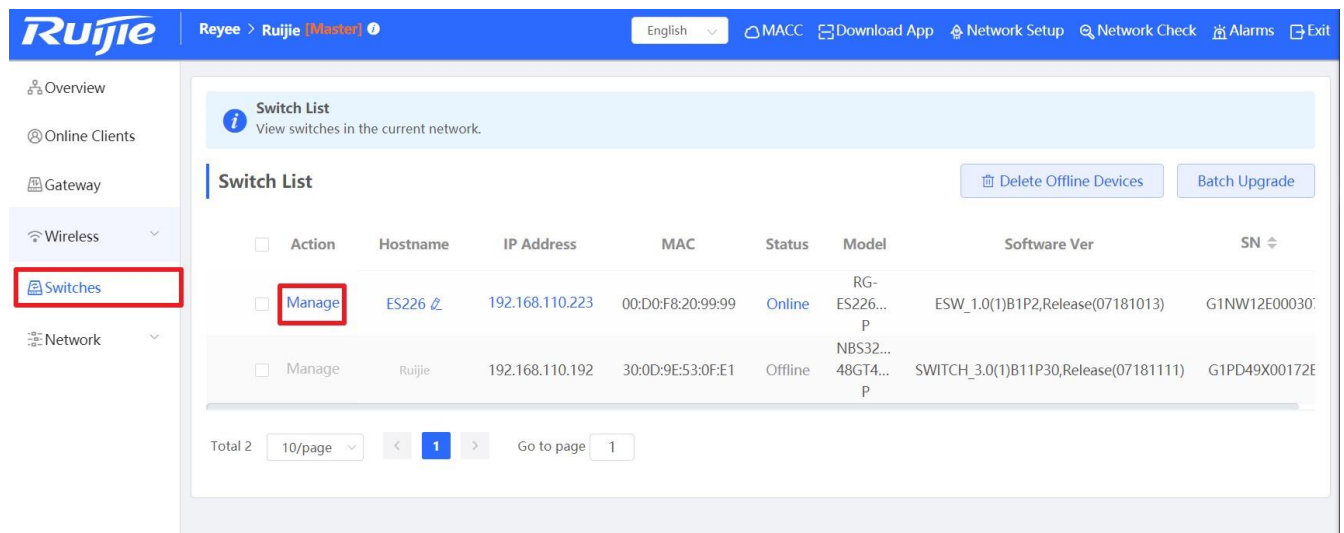 Ruijie Reyee > Ruijie [Master] i English MACC Download App Network Setup Network Check Alarms Exit
Overview
Online Clients
Gateway
Wireless
Switches
Network
i
Switch List
View switches in the current network.
Switch List Delete Offline Devices Batch Upgrade
Action Hostname IP Address MAC Status Model Software Ver SN
Manage ES226 192.168.110.223 00:D0:F8:20:99:99 Online RG-ES226...P ESW_1.0(1)B1P2,Release(07181013) G1NW12E00030
Manage Ruijie 192.168.110.192 30:0D:9E:53:0F:E1 Offline NBS32...48GT4...P SWITCH_3.0(1)B11P30,Release(07181111) G1PD49X00172
Total 2 10/page < 1 > Go to page 1